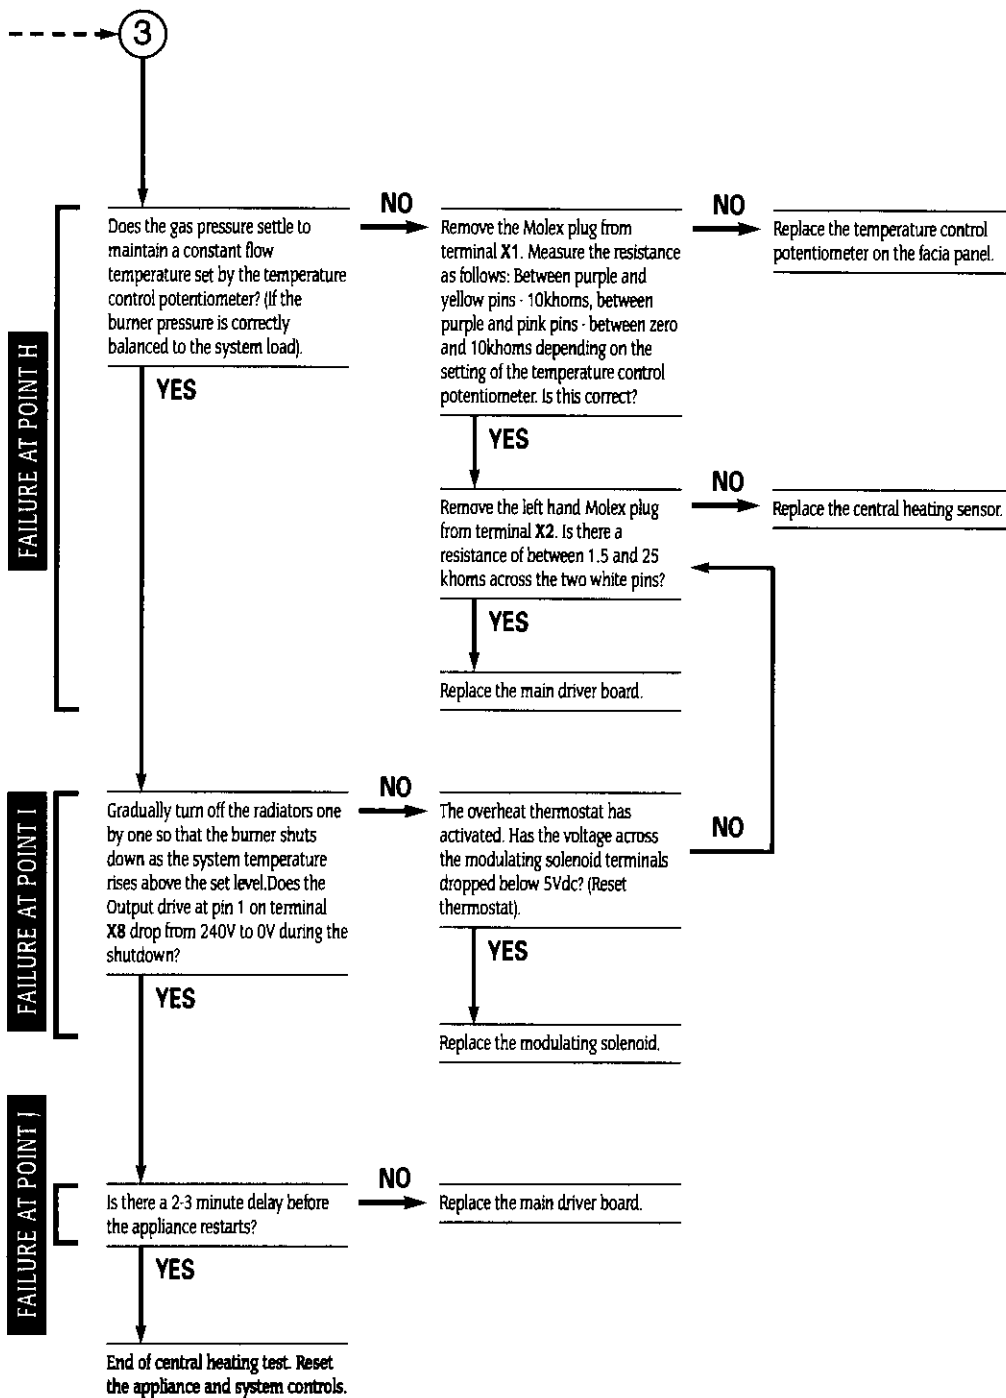 3
FAILURE AT POINT H
Does the gas pressure settle to
maintain a constant flow
temperature set by the temperature
control potentiometer? (If the
burner pressure is correctly
balanced to the system load).
NO
Remove the Molex plug from
terminal X1. Measure the resistance
as follows: Between purple and
yellow pins - 10khoms, between
purple and pink pins - between zero
and 10khoms depending on the
setting of the temperature control
potentiometer. Is this correct?
NO
Replace the temperature control
potentiometer on the facia panel.
YES
YES
Remove the left hand Molex plug
from terminal X2. Is there a
resistance of between 1.5 and 25
khoms across the two white pins?
NO
Replace the central heating sensor.
YES
Replace the main driver board.
FAILURE AT POINT I
Gradually turn off the radiators one
by one so that the burner shuts
down as the system temperature
rises above the set level.Does the
Output drive at pin 1 on terminal
X8 drop from 240V to 0V during the
shutdown?
NO
The overheat thermostat has
activated. Has the voltage across
the modulating solenoid terminals
dropped below 5Vdc? (Reset
thermostat).
NO
YES
YES
Replace the modulating solenoid.
FAILURE AT POINT J
Is there a 2-3 minute delay before
the appliance restarts?
NO
Replace the main driver board.
YES
End of central heating test. Reset
the appliance and system controls.